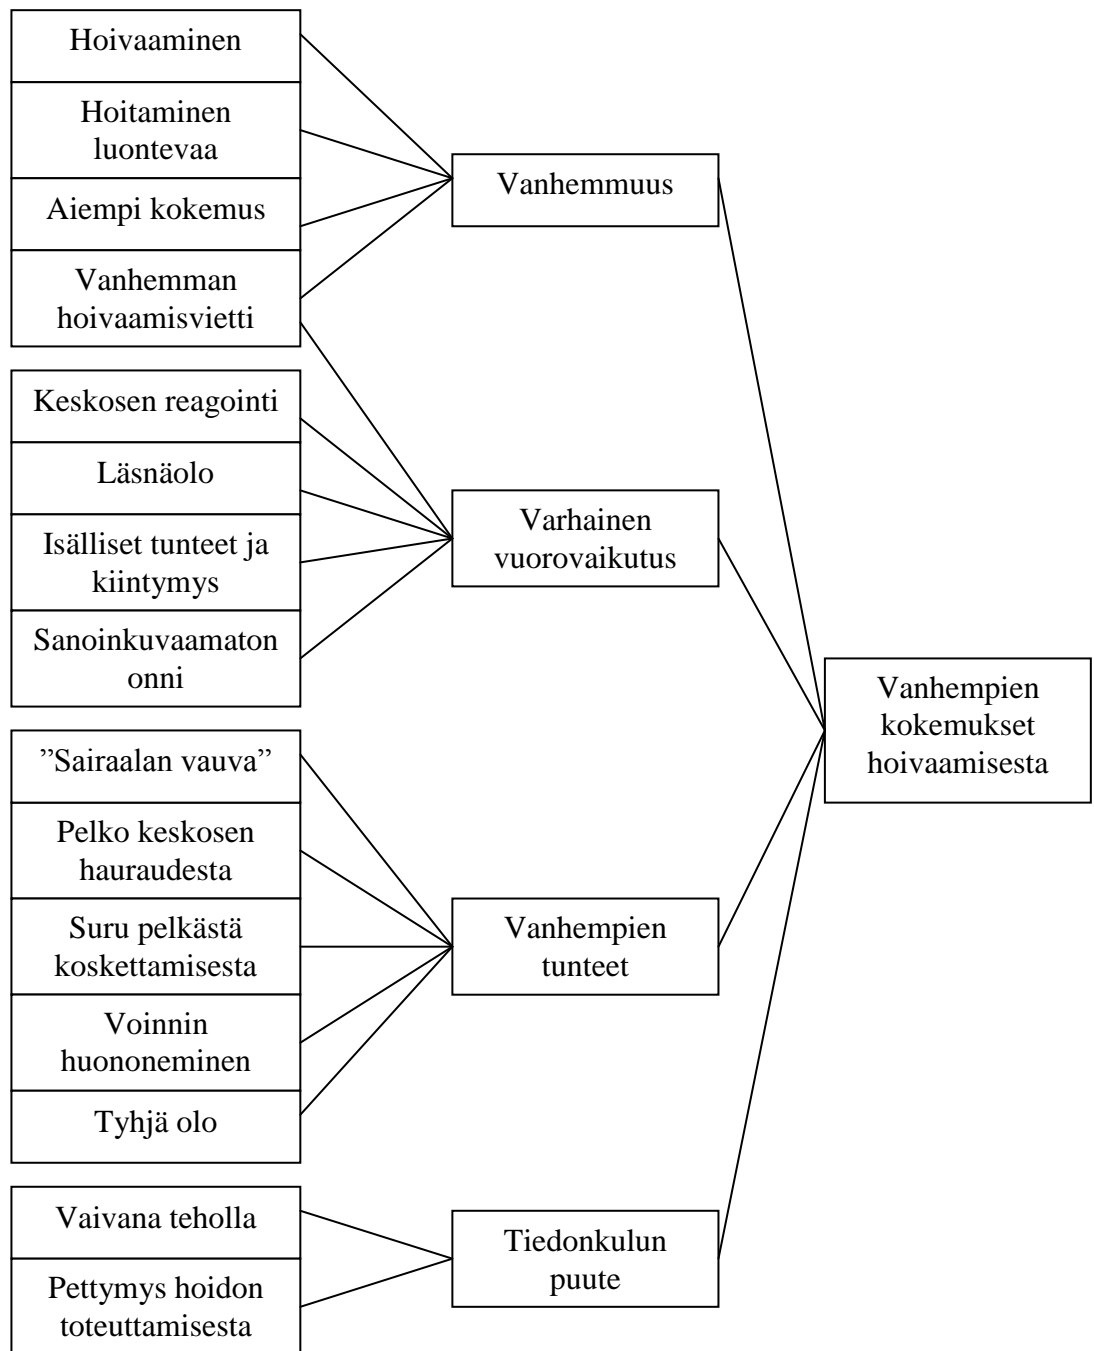 Hoivaaminen
Hoitaminen
luontevaa
Aiempi kokemus
Vanhemman
hoivaamisvietti
Keskosen reagointi
Läsnäolo
Isälliset tunteet ja
kiintymys
Sanoinkuvaamaton
onni
”Sairaalan vauva”
Pelko keskosen
hauraudesta
Suru pelkästä
koskettamisesta
Voinnin
huononeminen
Tyhjä olo
Vaivana teholla
Pettymys hoidon
toteuttamisesta
Vanhemmuus
Varhainen
vuorovaikutus
Vanhempien
tunteet
Tiedonkulun
puute
Vanhempien
kokemukset
hoivaamisesta